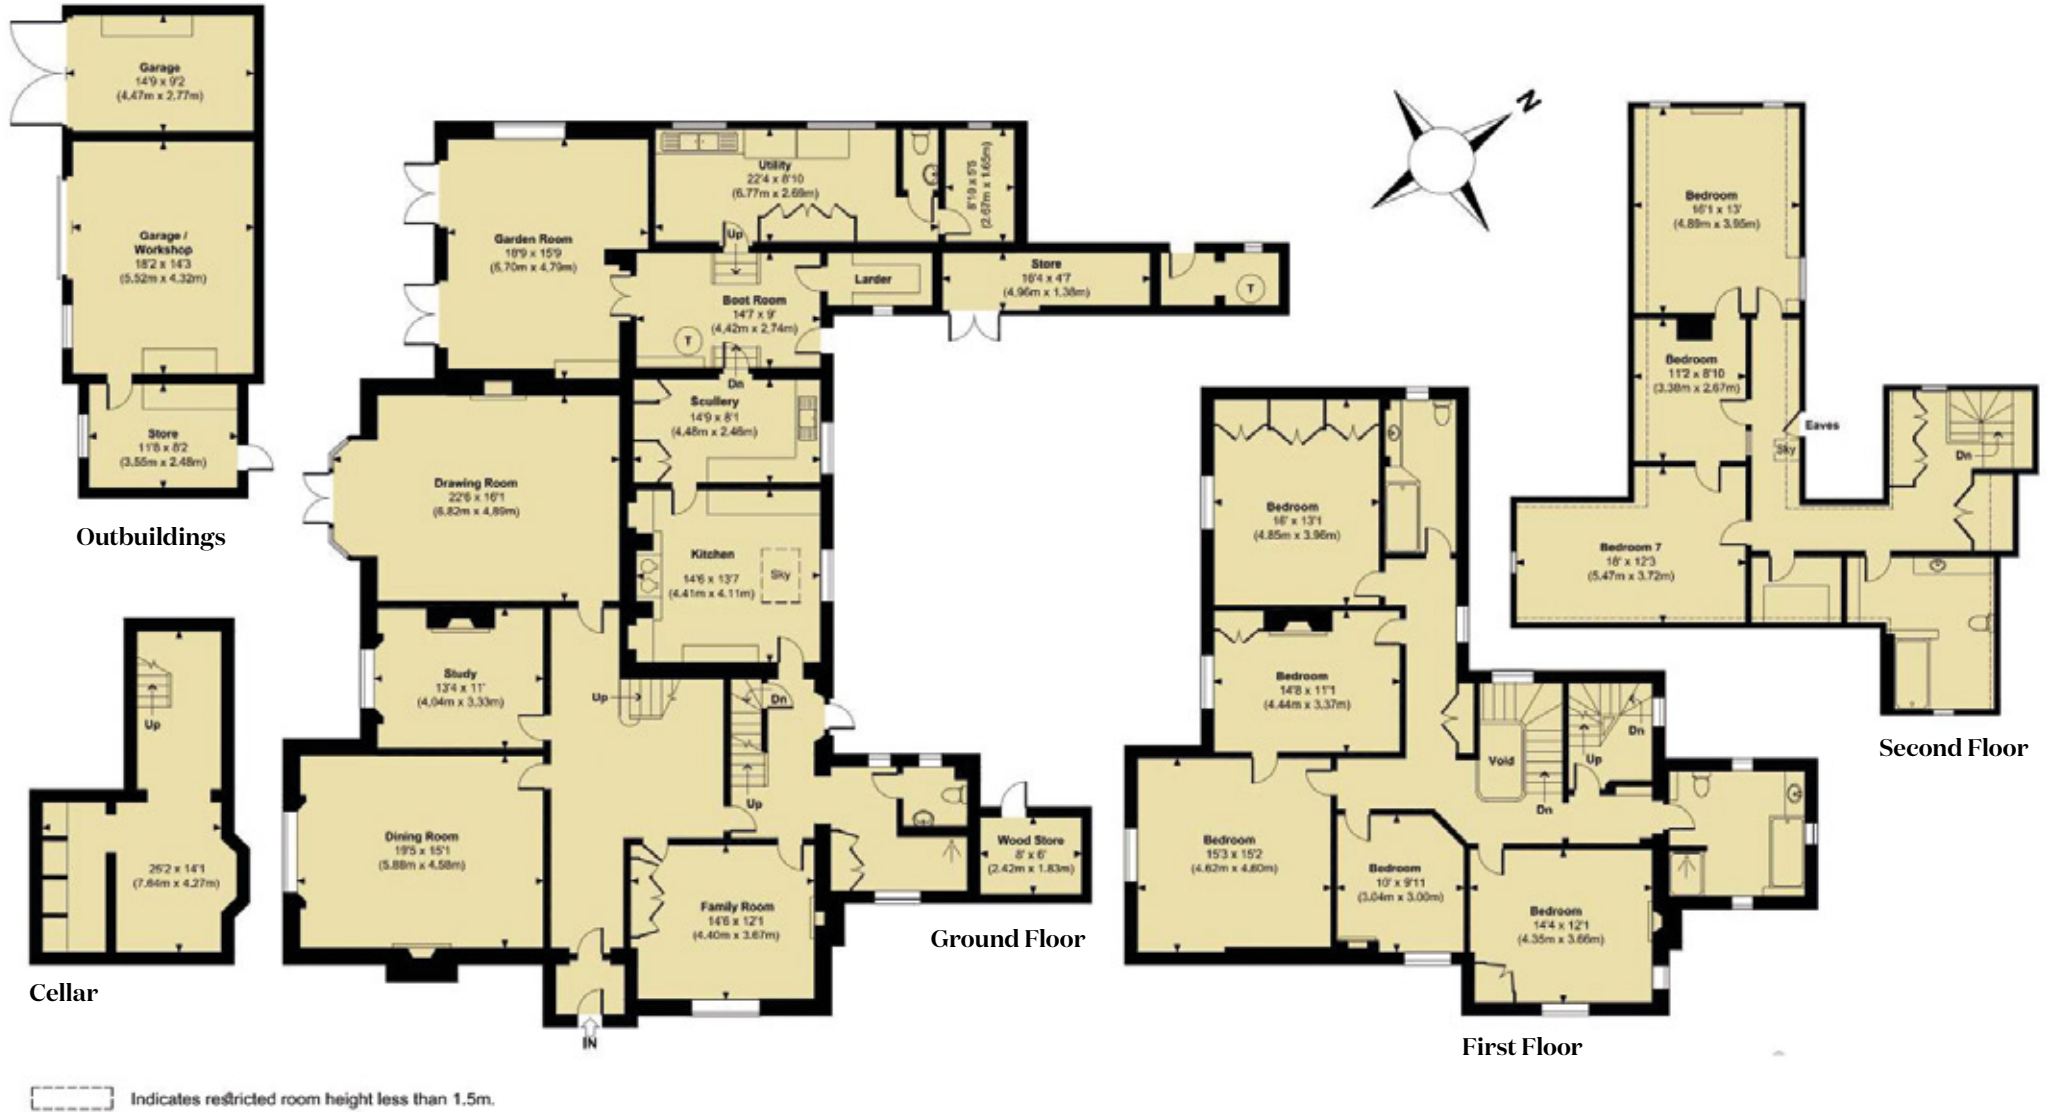 Garage
14'9 x 9'2
(4.47m x 2.77m)
Garage /
Workshop
18'2 x 14'3
(5.52m x 4.32m)
Store
11'8 x 8'2
(3.55m x 2.48m)
Outbuildings
Up
25'2 x 14'1
(7.64m x 4.27m)
Cellar
Garden Room
18'9 x 15'9
(5.70m x 4.79m)
Utility
22'4 x 8'10
(6.77m x 2.69m)
8'10 x 5'5
(2.67m x 1.65m)
Up
Boot Room
14'7 x 9'
(4.42m x 2.74m)
T
Larder
Store
16'4 x 4'7
(4.96m x 1.38m)
T
Dn
Scullery
14'9 x 8'1
(4.48m x 2.46m)
Drawing Room
22'6 x 16'1
(6.82m x 4.89m)
Kitchen
14'6 x 13'7
(4.41m x 4.11m)
Sky
Study
13'4 x 11'
(4.04m x 3.33m)
Up
Dn
Up
Dining Room
19'5 x 15'1
(5.88m x 4.58m)
Family Room
14'6 x 12'1
(4.40m x 3.67m)
Wood Store
8' x 6'
(2.42m x 1.83m)
IN
Ground Floor
N
Bedroom
16' x 13'1
(4.85m x 3.96m)
Bedroom
14'8 x 11'1
(4.44m x 3.37m)
Void
Dn
Up
Dn
Bedroom
15'3 x 15'2
(4.62m x 4.60m)
Bedroom
10' x 9'11
(3.04m x 3.00m)
Bedroom
14'4 x 12'1
(4.35m x 3.66m)
First Floor
Bedroom
16'1 x 13'
(4.89m x 3.95m)
Bedroom
11'2 x 8'10
(3.38m x 2.67m)
Eaves
Sky
Dn
Bedroom 7
18' x 12'3
(5.47m x 3.72m)
Second Floor
Indicates restricted room height less than 1.5m.